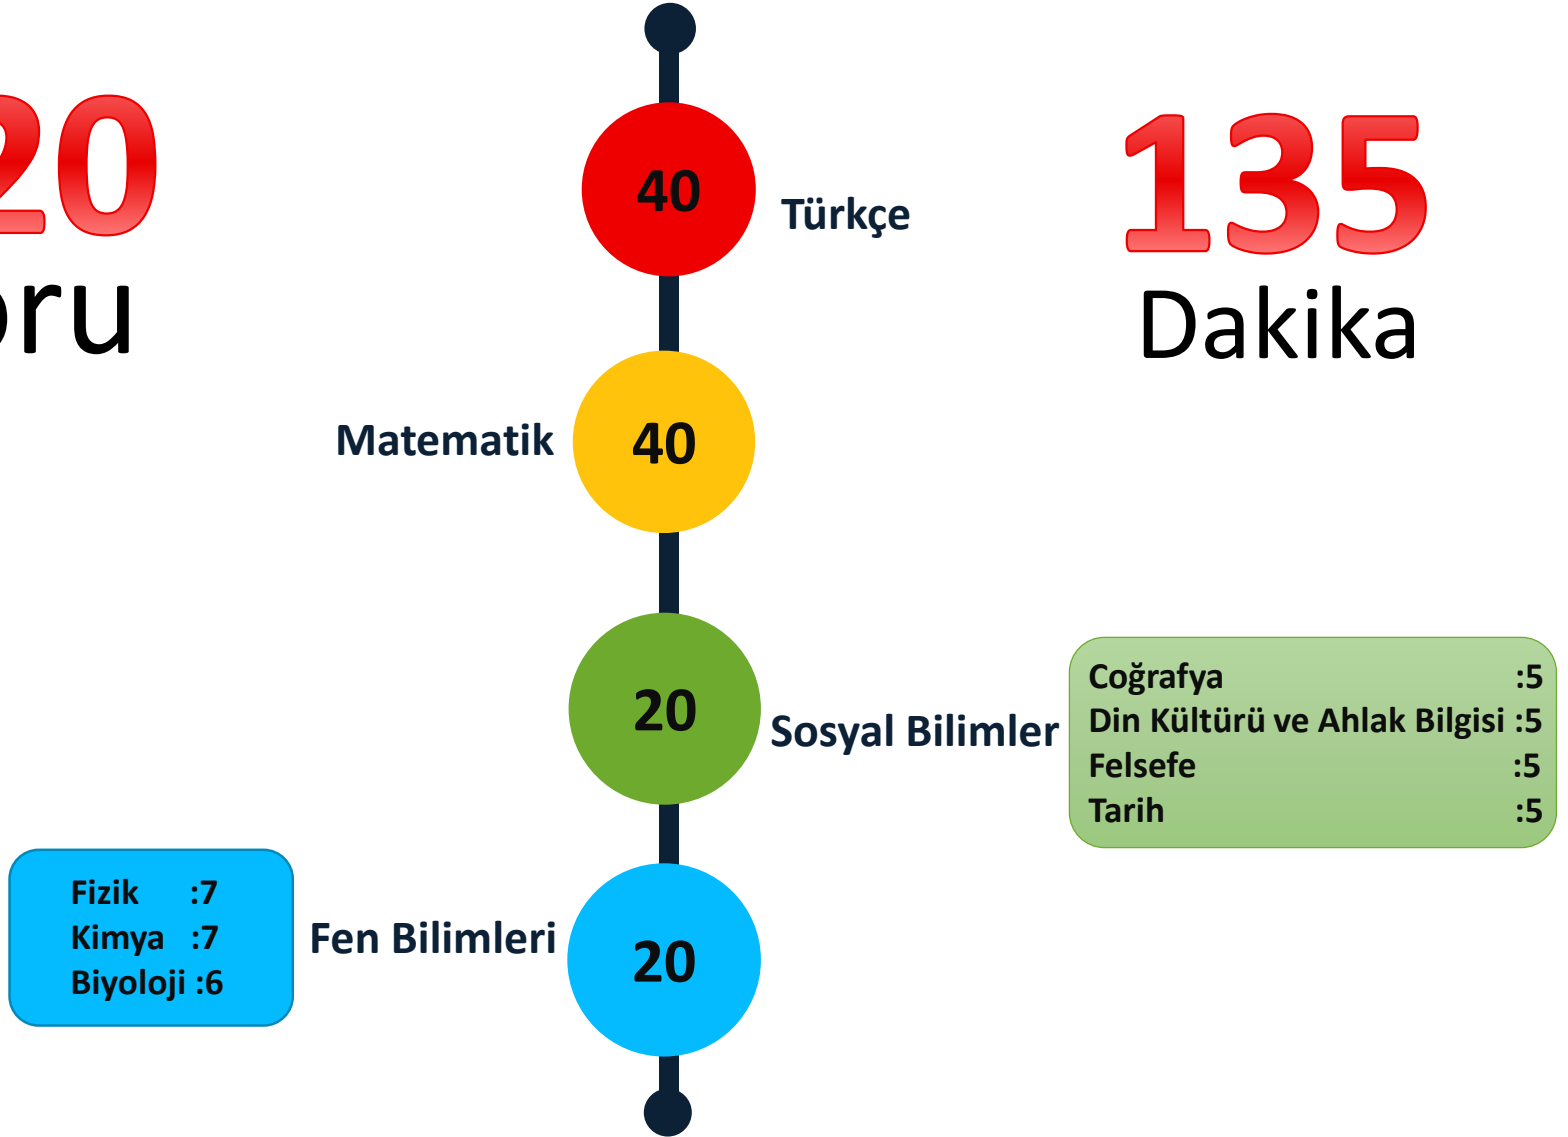 20
oru
40
Türkçe
135
Dakika
Matematik
40
20
Sosyal Bilimler
Coğrafya :5
Din Kültürü ve Ahlak Bilgisi :5
Felsefe :5
Tarih :5
Fizik :7
Kimya :7
Biyoloji :6
Fen Bilimleri
20